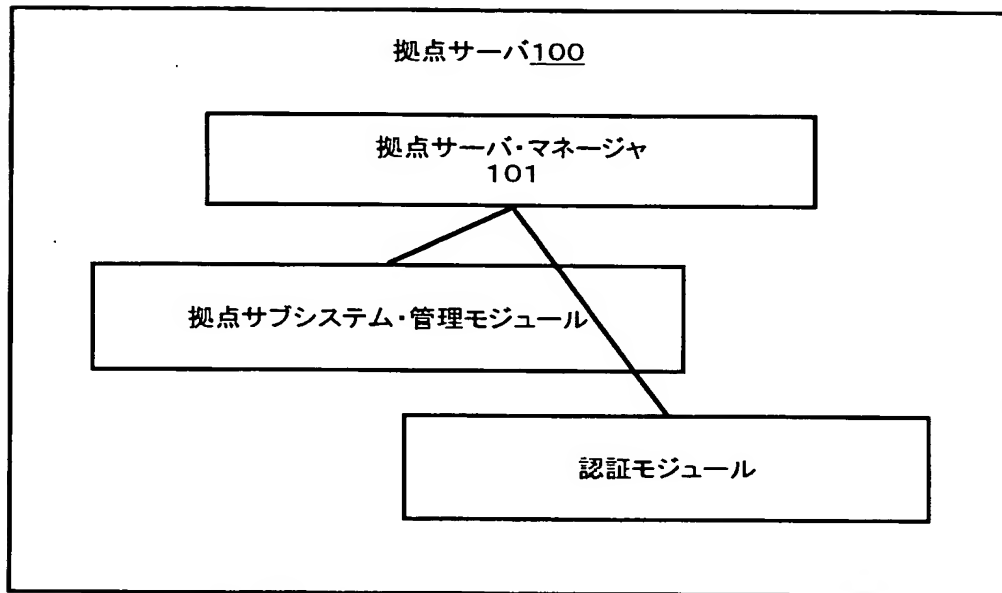 拠点サーバ100
拠点サーバ・マネージャ
101
拠点サブシステム・管理モジュール
認証モジュール